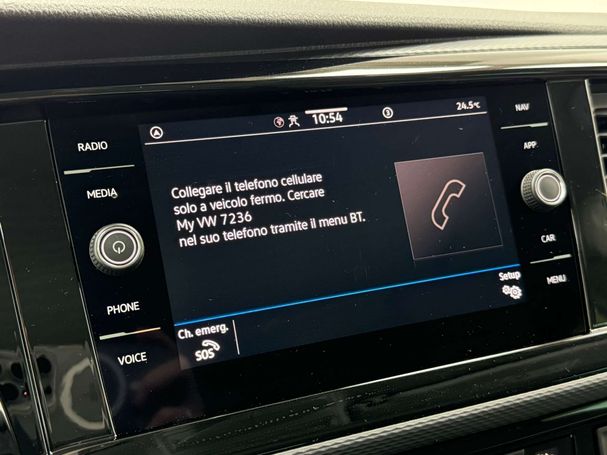 RADIO
MEDIA
PHONE
VOICE
10:54
3
24.5°C
Collegare il telefono cellulare
solo a veicolo fermo. Cercare
My VW 7236
nel suo telefono tramite il menu BT.
Ch. emerg.
SOS
Setup
NAV
APP
CAR
MENU